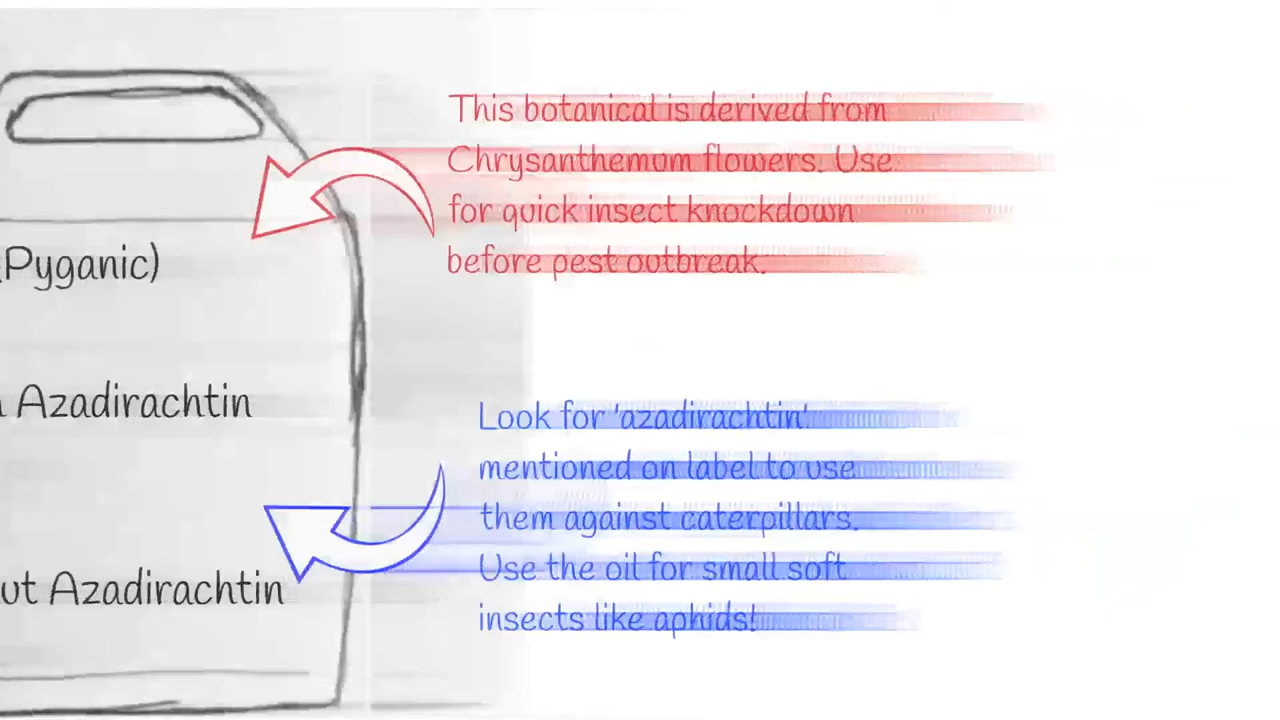 This botanical is derived from
Chrysanthemum flowers. Use
for quick insect knockdown
before pest outbreak.
(Pyganic)
Azadirachtin
Look for 'azadirachtin'
mentioned on label to use
them against caterpillars.
Use the oil for small soft
insects like aphids!
ut Azadirachtin